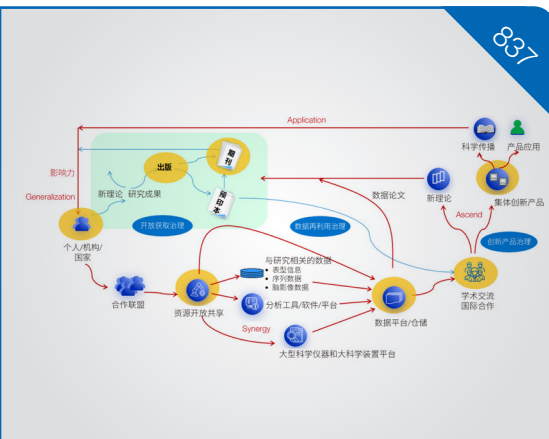 837
Application
科学传播
产品应用
期刊
出版
影响力
新理论
研究成果
预印本
数据论文
新理论
集体创新产品
Generalization
Ascend
开放获取治理
数据再利用治理
创新产品治理
个人/机构/
国家
与研究相关的数据
• 表型信息
• 序列数据
• 脑影像数据
学术交流
国际合作
合作联盟
资源开放共享
分析工具/软件/平台
数据平台/仓储
Synergy
大型科学仪器和大科学装置平台